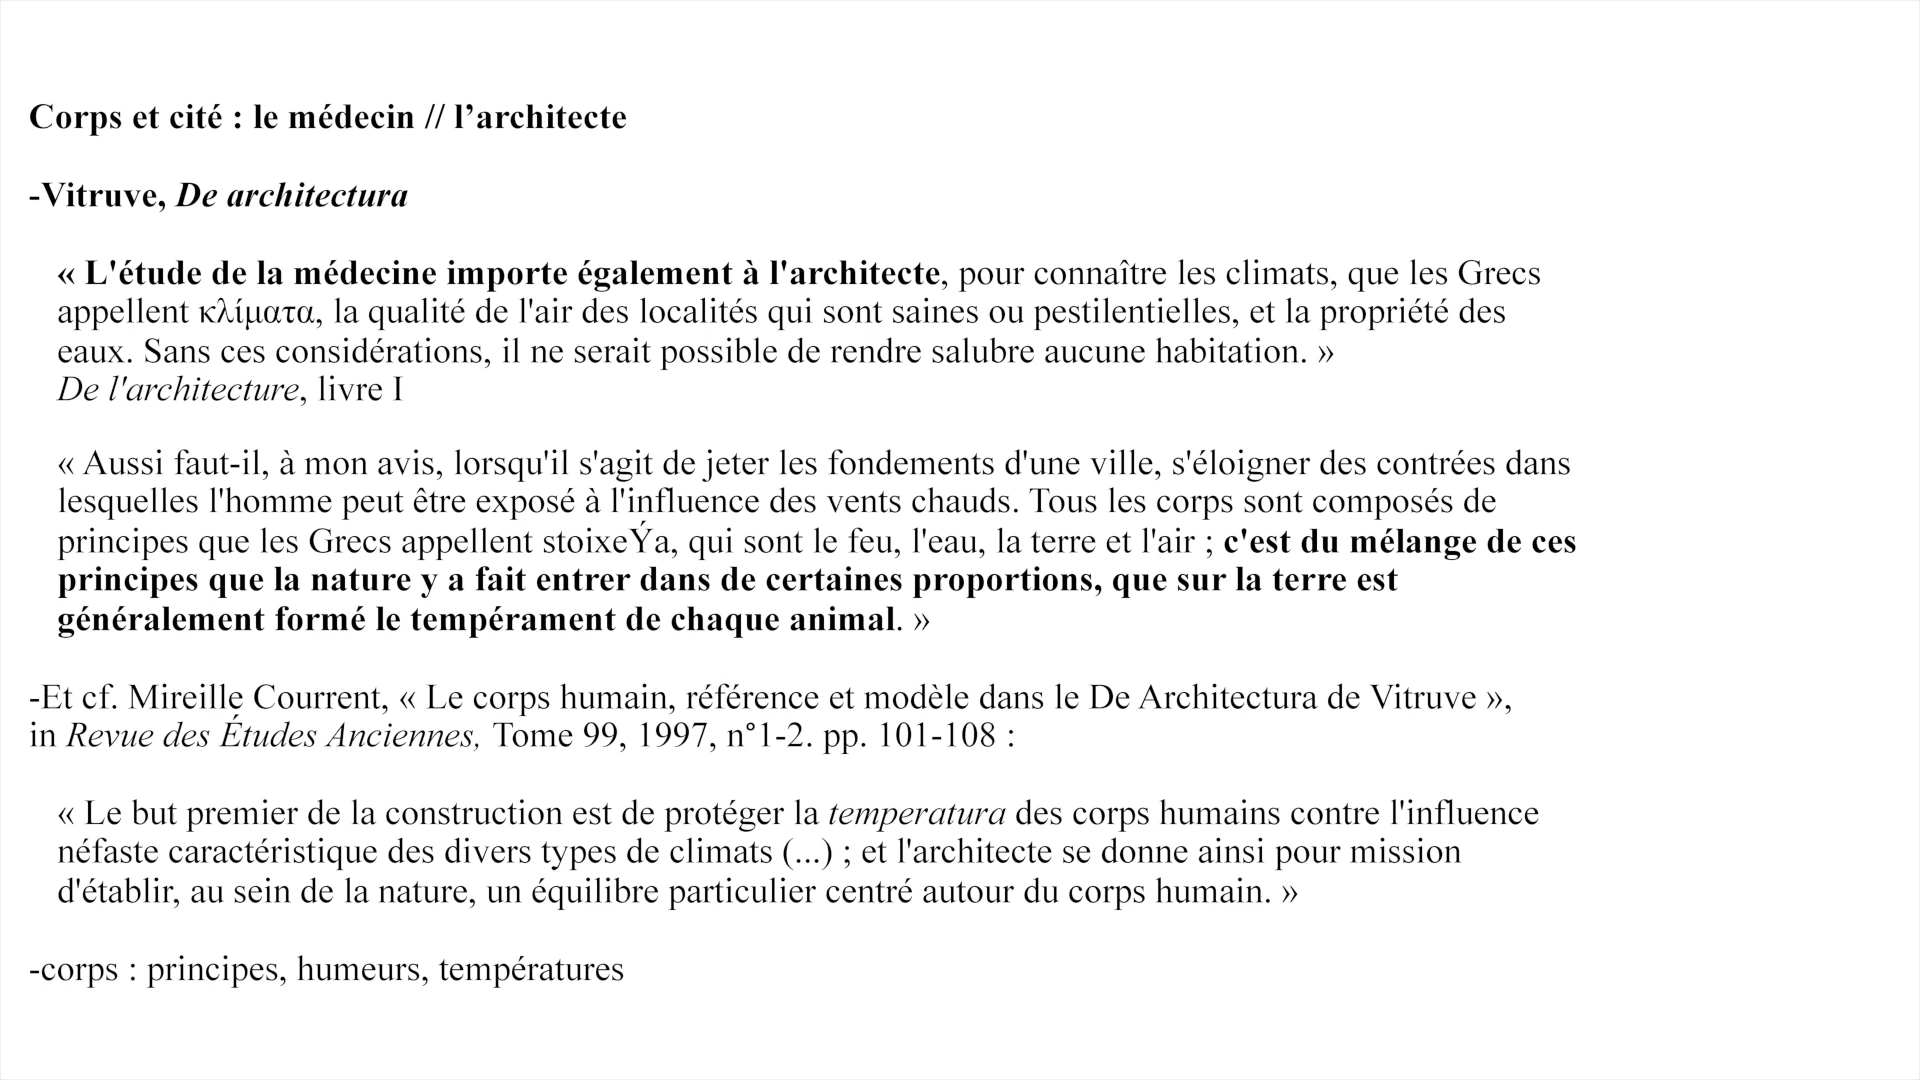 Corps et cité : le médecin // l’architecte
-Vitruve, De architectura
« L'étude de la médecine importe également à l'architecte, pour connaître les climats, que les Grecs
appellent κλίματα, la qualité de l'air des localités qui sont saines ou pestilentielles, et la propriété des
eaux. Sans ces considérations, il ne serait possible de rendre salubre aucune habitation. »
De l'architecture, livre I
« Aussi faut-il, à mon avis, lorsqu'il s'agit de jeter les fondements d'une ville, s'éloigner des contrées dans
lesquelles l'homme peut être exposé à l'influence des vents chauds. Tous les corps sont composés de
principes que les Grecs appellent stoixeÝa, qui sont le feu, l'eau, la terre et l'air ; c'est du mélange de ces
principes que la nature y a fait entrer dans de certaines proportions, que sur la terre est
généralement formé le tempérament de chaque animal. »
-Et cf. Mireille Courrent, « Le corps humain, référence et modèle dans le De Architectura de Vitruve »,
in Revue des Études Anciennes, Tome 99, 1997, n°1-2. pp. 101-108 :
« Le but premier de la construction est de protéger la temperatura des corps humains contre l'influence
néfaste caractéristique des divers types de climats (...) ; et l'architecte se donne ainsi pour mission
d'établir, au sein de la nature, un équilibre particulier centré autour du corps humain. »
-corps : principes, humeurs, températures